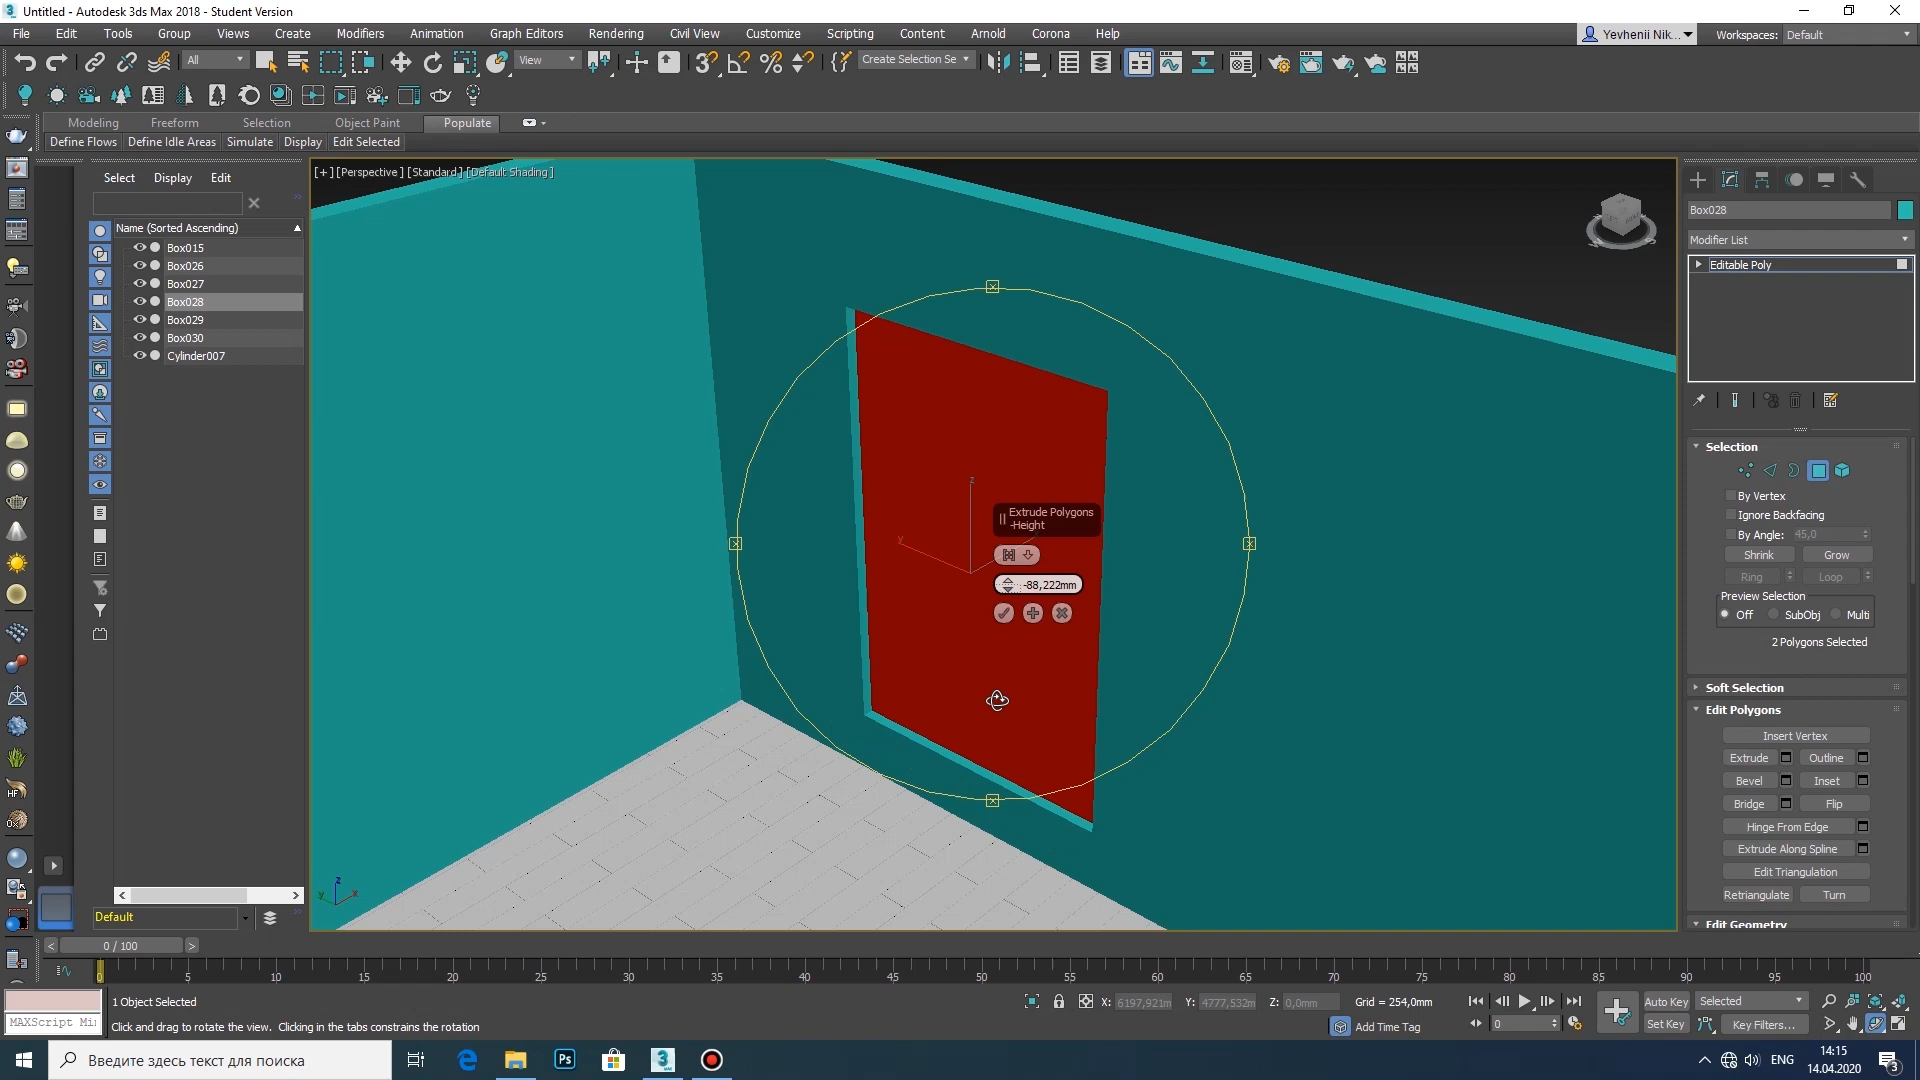 Untitled - Autodesk 3ds Max 2018 - Student Version
File Edit Tools Group Views Create Modifiers Animation Graph Editors Rendering Civil View Customize Scripting Content Arnold Corona Help
Yevhenii Nik... Workspaces: Default
All View Create Selection Se
Modeling Freeform Selection Object Paint Populate
Define Flows Define Idle Areas Simulate Display Edit Selected
Select Display Edit
Name (Sorted Ascending)
Box015
Box026
Box027
Box028
Box029
Box030
Cylinder007
Default
[+] [Perspective] [Standard] [Default Shading]
Extrude Polygons
-Height
-88,222mm
Box028
Modifier List
Editable Poly
Selection
By Vertex
Ignore Backfacing
By Angle: 45,0
Shrink Grow
Ring Loop
Preview Selection
Off SubObj Multi
2 Polygons Selected
Soft Selection
Edit Polygons
Insert Vertex
Extrude Outline
Bevel Inset
Bridge Flip
Hinge From Edge
Extrude Along Spline
Edit Triangulation
Retriangulate Turn
Edit Geometry
0 / 100
0 5 10 15 20 25 30 35 40 45 50 55 60 65 70 75 80 85 90 95 100
1 Object Selected
X: 6197,921m Y: 4777,532m Z: 0,0mm Grid = 254,0mm
Auto Key Selected
MAXScript Mi
Click and drag to rotate the view. Clicking in the tabs constrains the rotation
Add Time Tag
0
Set Key Key Filters...
Введите здесь текст для поиска
Ps
3
MAX
ENG
14:15
14.04.2020
3